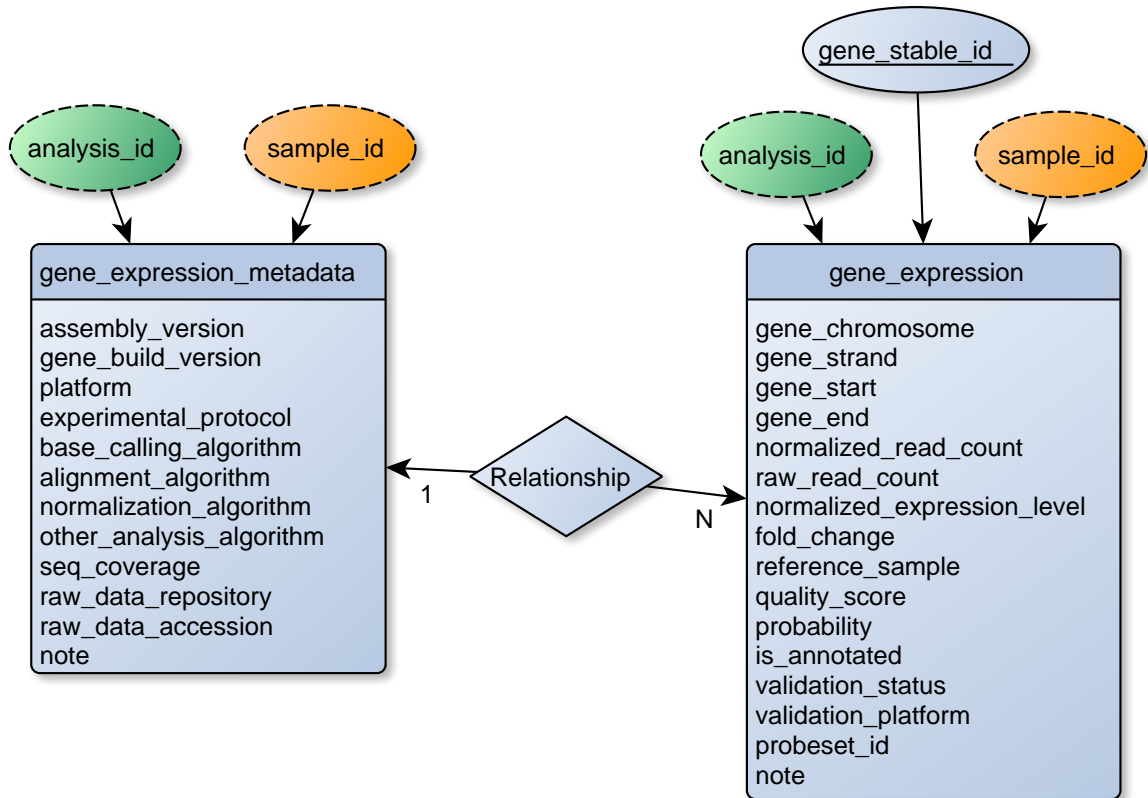 gene_stable_id
analysis_id
sample_id
analysis_id
sample_id
gene_expression_metadata
assembly_version
gene_build_version
platform
experimental_protocol
base_calling_algorithm
alignment_algorithm
normalization_algorithm
other_analysis_algorithm
seq_coverage
raw_data_repository
raw_data_accession
note
Relationship
1
N
gene_expression
gene_chromosome
gene_strand
gene_start
gene_end
normalized_read_count
raw_read_count
normalized_expression_level
fold_change
reference_sample
quality_score
probability
is_annotated
validation_status
validation_platform
probeset_id
note